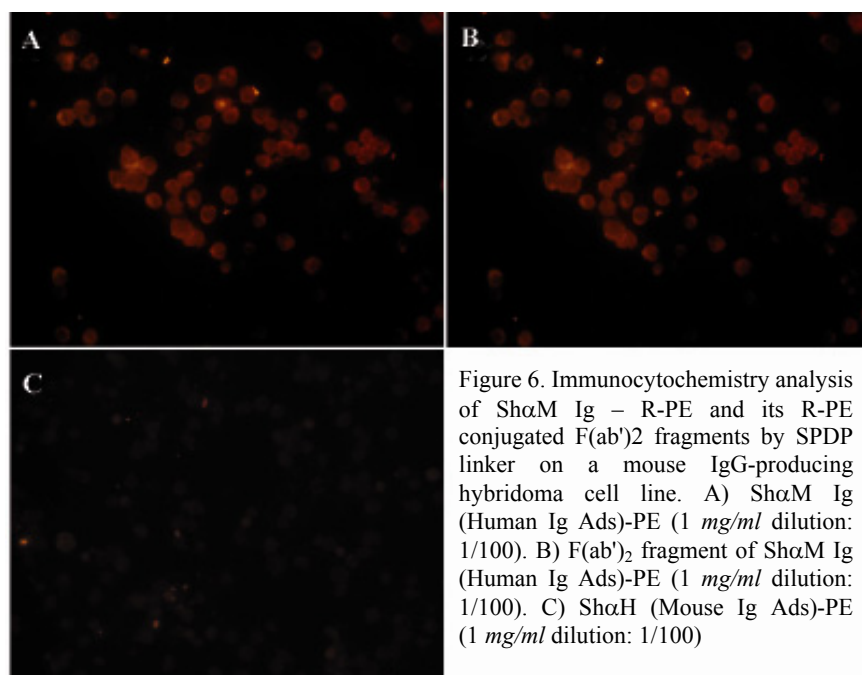 A
B
C
Figure 6. Immunocytochemistry analysis
of ShαM Ig – R-PE and its R-PE
conjugated F(ab')2 fragments by SPDP
linker on a mouse IgG-producing
hybridoma cell line. A) ShαM Ig
(Human Ig Ads)-PE (1 mg/ml dilution:
1/100). B) F(ab')₂ fragment of ShαM Ig
(Human Ig Ads)-PE (1 mg/ml dilution:
1/100). C) ShαH (Mouse Ig Ads)-PE
(1 mg/ml dilution: 1/100)